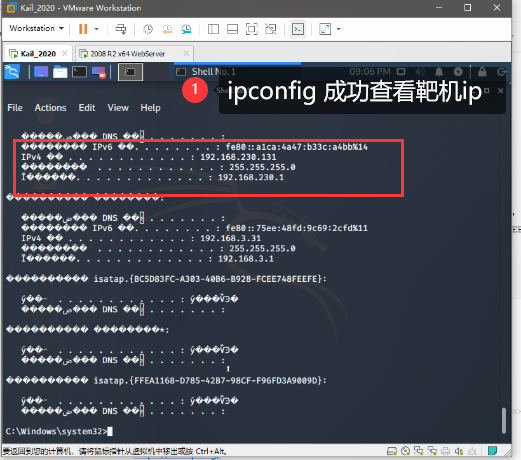 Kail_2020 - VMware Workstation
Workstation
Kail_2020 2008 R2 x64 WebServer
Shell No. 1 09:06 PM
1 ipconfig 成功查看靶机ip
File Actions Edit View Help
DNS . . . . . . . :
IPv6 . . . . . . . . : fe80::a1ca:4a47:b33c:a4bb%14
IPv4 . . . . . . . . . . . . : 192.168.230.131
. . . . . . . . . . . . : 255.255.255.0
. . . . . . . . . . . . . : 192.168.230.1
:
DNS . . . . . . . :
IPv6 . . . . . . . . : fe80::75ee:48fd:9c69:2cfd%11
IPv4 . . . . . . . . . . . . : 192.168.3.31
. . . . . . . . . . . . : 255.255.255.0
. . . . . . . . . . . . . : 192.168.3.1
isatap.{BC5D83FC-A303-40B6-B928-FCEE748FEEFE}:
DNS . . . . . . . :
*:
DNS . . . . . . . :
isatap.{FFEA1168-D785-42B7-98CF-F96FD3A9009D}:
DNS . . . . . . . :
C:\Windows\system32>
要返回到您的计算机，请将鼠标指针从虚拟机中移出或按 Ctrl+Alt。